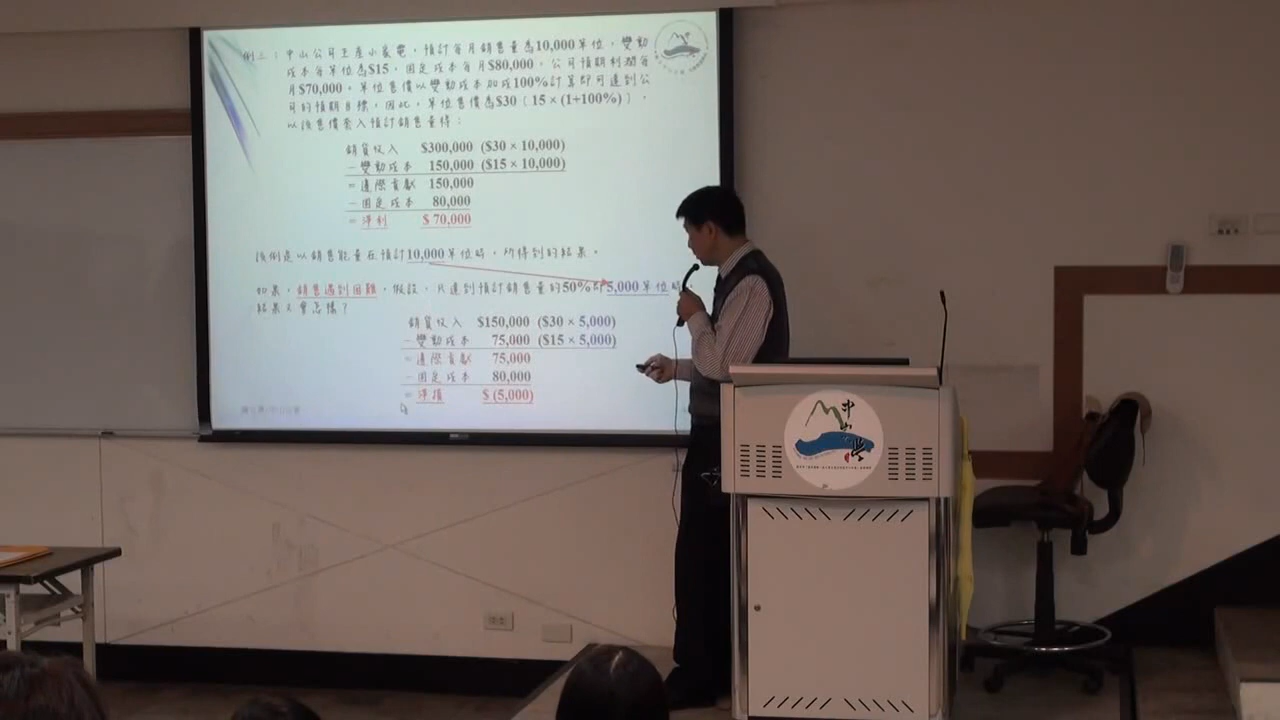 例三：中山公司生產小家電，預計每月銷售量為10,000單位，變動
成本每單位為$15，固定成本每月$80,000，公司預期利潤每
月$70,000。單位售價以變動成本加成100%計算即可達到公
司的預期目標，因此，單位售價為$30（15×(1+100%)），
以該售價套入預計銷售量得：
銷貨收入 $300,000 ($30×10,000)
－變動成本 150,000 ($15×10,000)
＝邊際貢獻 150,000
－固定成本 80,000
＝淨利 $ 70,000
該例是以銷售能量在預計10,000單位時，所得到的結果。
如果，銷售遇到困難，假設，只達到預計銷售量的50%即5,000單位時，
結果又會怎樣？
銷貨收入 $150,000 ($30×5,000)
－變動成本 75,000 ($15×5,000)
＝邊際貢獻 75,000
－固定成本 80,000
＝淨損 $ (5,000)
中山